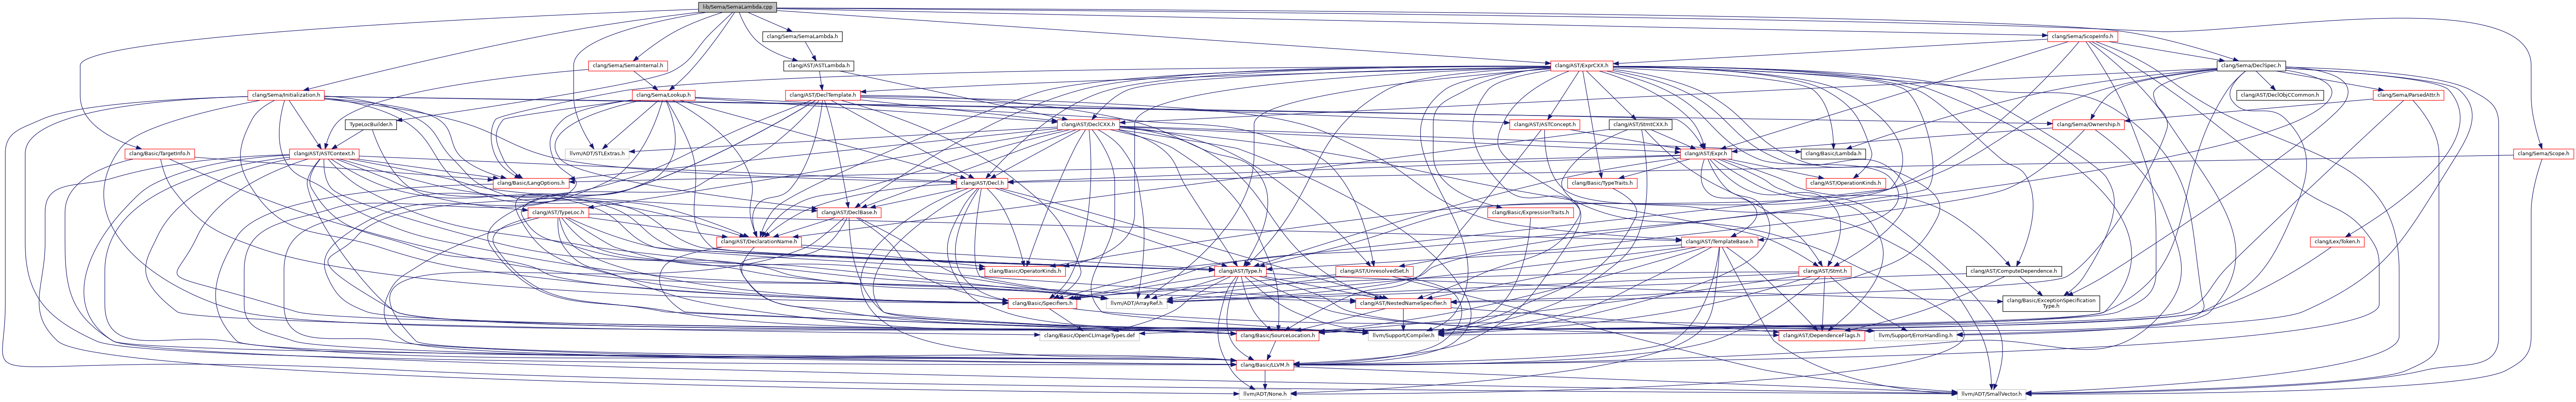 lib/Sema/SemaLambda.cpp
clang/Sema/SemaLambda.h
clang/Sema/ScopeInfo.h
clang/Sema/SemaInternal.h
clang/AST/ASTLambda.h
clang/AST/ExprCXX.h
clang/Sema/DeclSpec.h
clang/Sema/Initialization.h
clang/Sema/Lookup.h
clang/AST/DeclTemplate.h
clang/AST/DeclObjCCommon.h
clang/Sema/ParsedAttr.h
TypeLocBuilder.h
clang/AST/DeclCXX.h
clang/AST/ASTConcept.h
clang/AST/StmtCXX.h
clang/Sema/Ownership.h
clang/Basic/TargetInfo.h
clang/AST/ASTContext.h
llvm/ADT/STLExtras.h
clang/AST/Expr.h
clang/Basic/Lambda.h
clang/Sema/Scope.h
clang/Basic/LangOptions.h
clang/AST/Decl.h
clang/Basic/TypeTraits.h
clang/AST/OperationKinds.h
clang/AST/TypeLoc.h
clang/AST/DeclBase.h
clang/Basic/ExpressionTraits.h
clang/AST/DeclarationName.h
clang/AST/TemplateBase.h
clang/Lex/Token.h
clang/Basic/OperatorKinds.h
clang/AST/Type.h
clang/AST/UnresolvedSet.h
clang/AST/Stmt.h
clang/AST/ComputeDependence.h
clang/Basic/Specifiers.h
llvm/ADT/ArrayRef.h
clang/AST/NestedNameSpecifier.h
clang/Basic/ExceptionSpecification
Type.h
clang/Basic/OpenCLImageTypes.def
clang/Basic/SourceLocation.h
llvm/Support/Compiler.h
clang/AST/DependenceFlags.h
llvm/Support/ErrorHandling.h
clang/Basic/LLVM.h
llvm/ADT/None.h
llvm/ADT/SmallVector.h